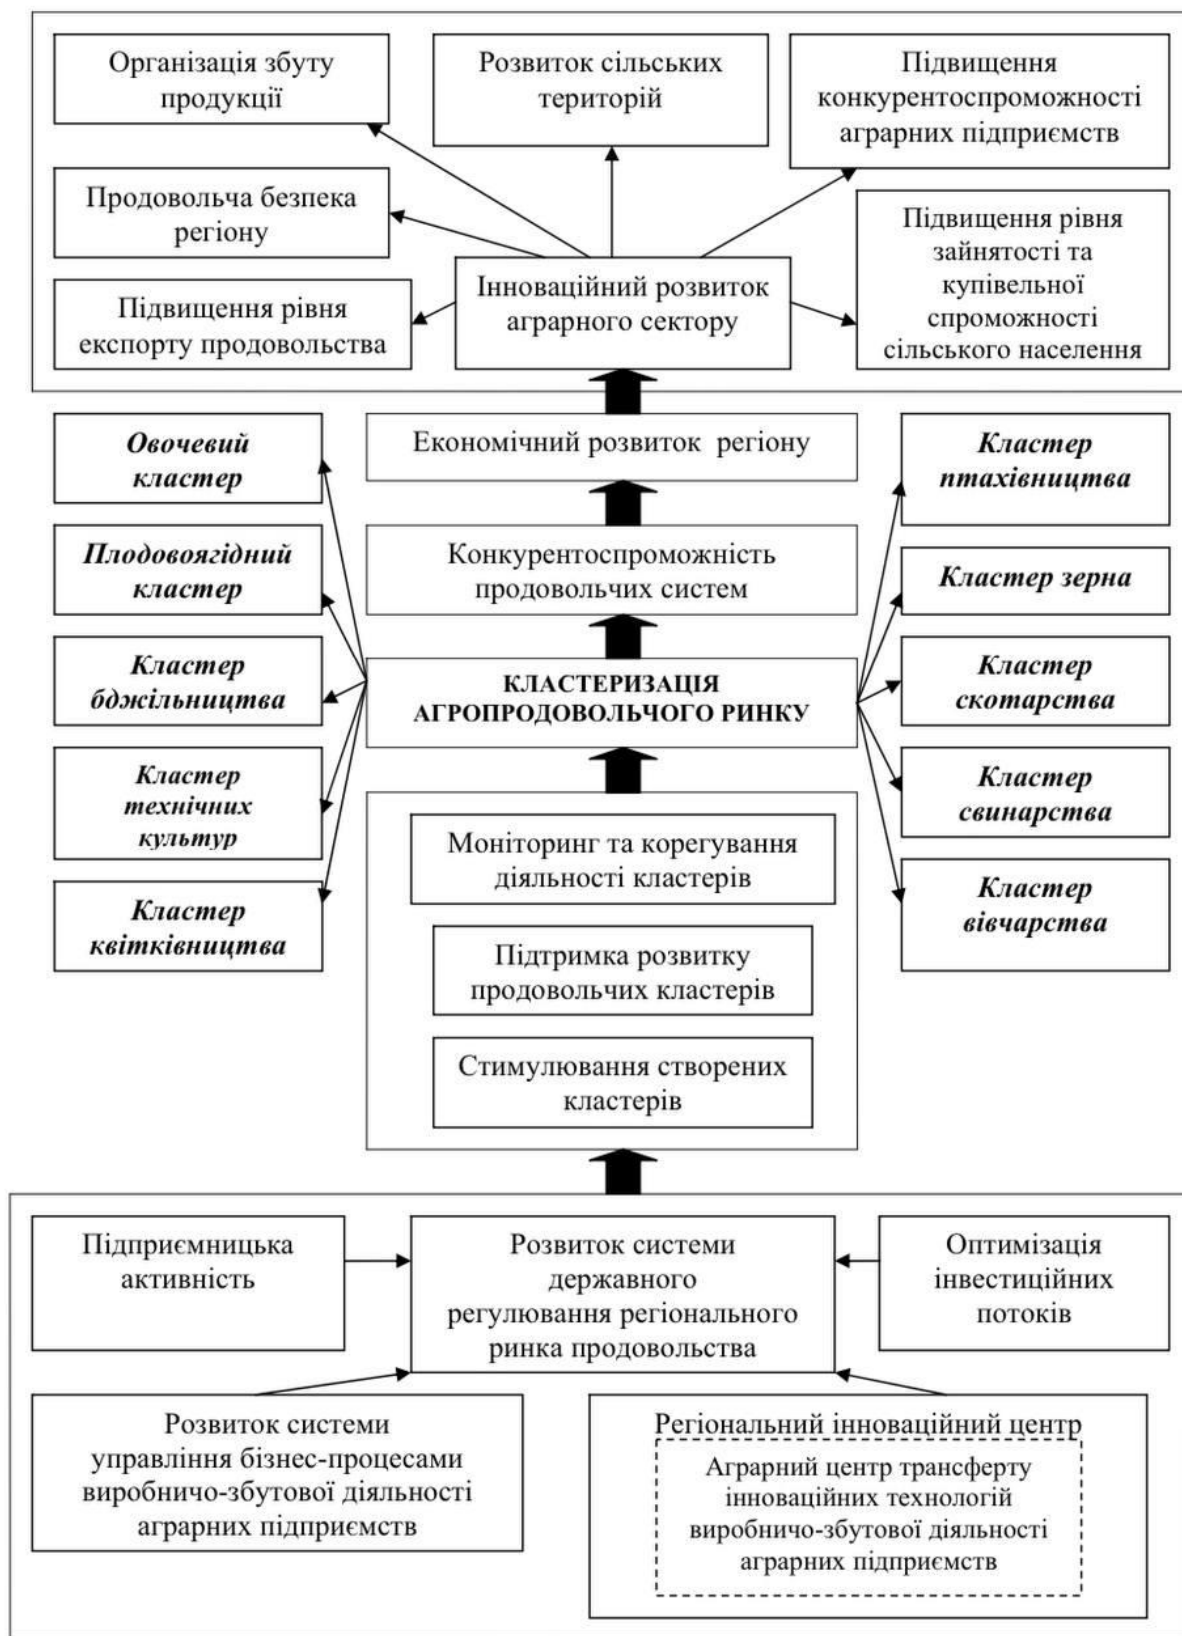 Організація збуту
продукції
Розвиток сільських
територій
Підвищення
конкурентоспроможності
аграрних підприємств
Продовольча безпека
регіону
Підвищення рівня
експорту продовольства
Інноваційний розвиток
аграрного сектору
Підвищення рівня
зайнятості та
купівельної
спроможності
сільського населення
Овочевий
кластер
Економічний розвиток регіону
Кластер
птахівництва
Плодовоягідний
кластер
Конкурентоспроможність
продовольчих систем
Кластер зерна
Кластер
бджільництва
КЛАСТЕРИЗАЦІЯ
АГРОПРОДОВОЛЬЧОГО РИНКУ
Кластер
скотарства
Кластер
технічних
культур
Кластер
свинарства
Кластер
квітківництва
Моніторинг та корегування
діяльності кластерів
Кластер
вівчарства
Підтримка розвитку
продовольчих кластерів
Стимулювання створених
кластерів
Підприємницька
активність
Розвиток системи
державного
регулювання регіонального
ринка продовольства
Оптимізація
інвестиційних
потоків
Розвиток системи
управління бізнес-процесами
виробничо-збутової діяльності
аграрних підприємств
Регіональний інноваційний центр
Аграрний центр трансферту
інноваційних технологій
виробничо-збутової діяльності
аграрних підприємств